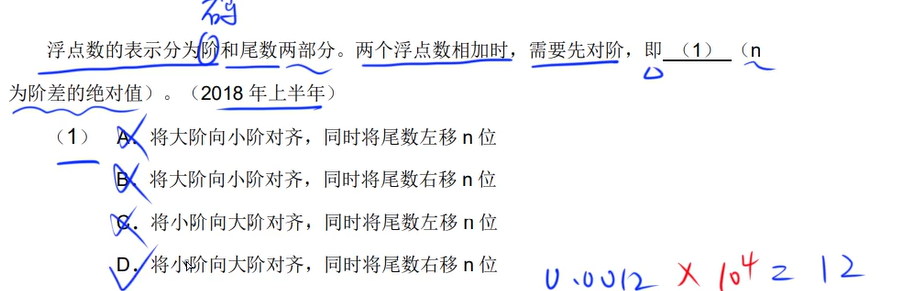 码
浮点数的表示分为阶和尾数两部分。两个浮点数相加时，需要先对阶，即（1）（n
为阶差的绝对值）。（2018 年上半年）
（1） A. 将大阶向小阶对齐，同时将尾数左移 n 位
B. 将大阶向小阶对齐，同时将尾数右移 n 位
C. 将小阶向大阶对齐，同时将尾数左移 n 位
D. 将小阶向大阶对齐，同时将尾数右移 n 位
0.0012 × 10⁴ = 12